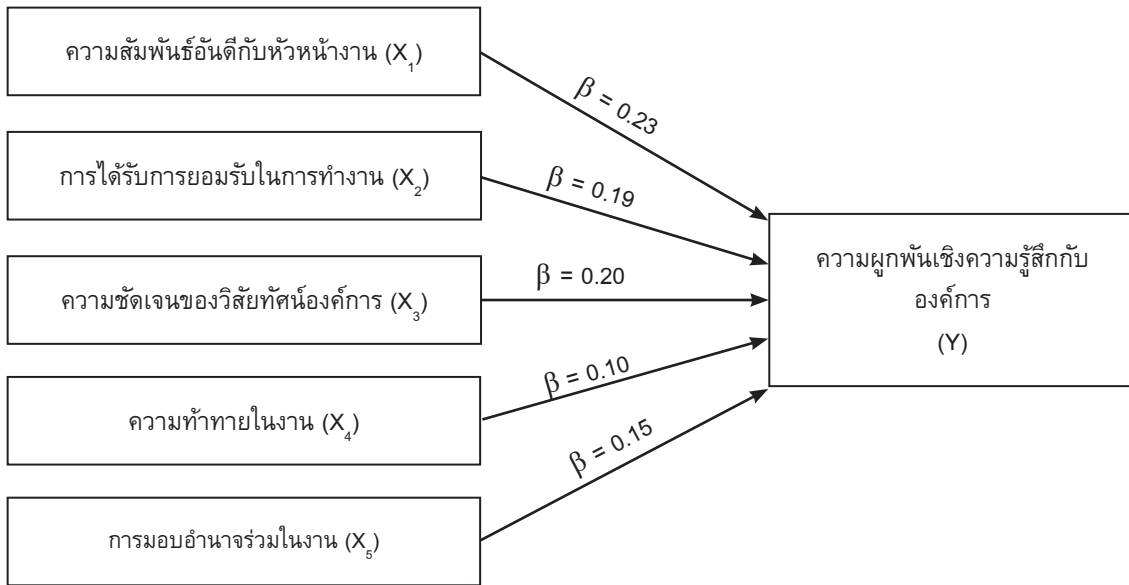 ความสัมพันธ์อันดีกับหัวหน้างาน (X₁)
β = 0.23
การได้รับการยอมรับในการทำงาน (X₂)
β = 0.19
ความชัดเจนของวิสัยทัศน์องค์การ (X₃)
β = 0.20
ความท้าทายในงาน (X₄)
β = 0.10
การมอบอำนาจร่วมในงาน (X₅)
β = 0.15
ความผูกพันเชิงความรู้สึกกับ
องค์การ
(Y)